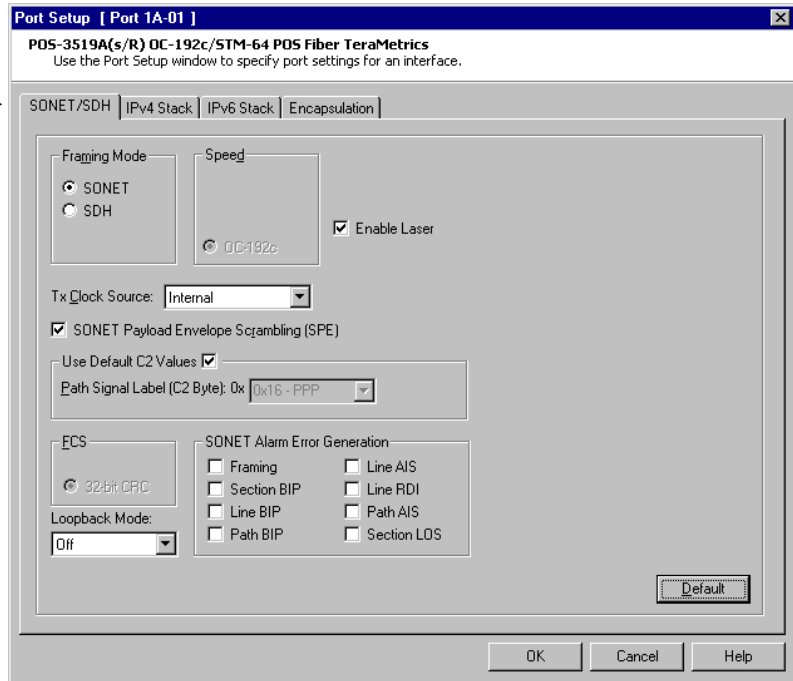 Port Setup [ Port 1A-01 ]
POS-3519A(s/R) OC-192c/STM-64 POS Fiber TeraMetrics
Use the Port Setup window to specify port settings for an interface.
SONET/SDH IPv4 Stack IPv6 Stack Encapsulation
Framing Mode
SONET
SDH
Speed
OC-192c
Enable Laser
Tx Clock Source: Internal
SONET Payload Envelope Scrambling (SPE)
Use Default C2 Values
Path Signal Label (C2 Byte): 0x 0x16 - PPP
FCS
32-bit CRC
Loopback Mode:
Off
SONET Alarm Error Generation
Framing Line AIS
Section BIP Line RDI
Line BIP Path AIS
Path BIP Section LOS
Default
OK Cancel Help